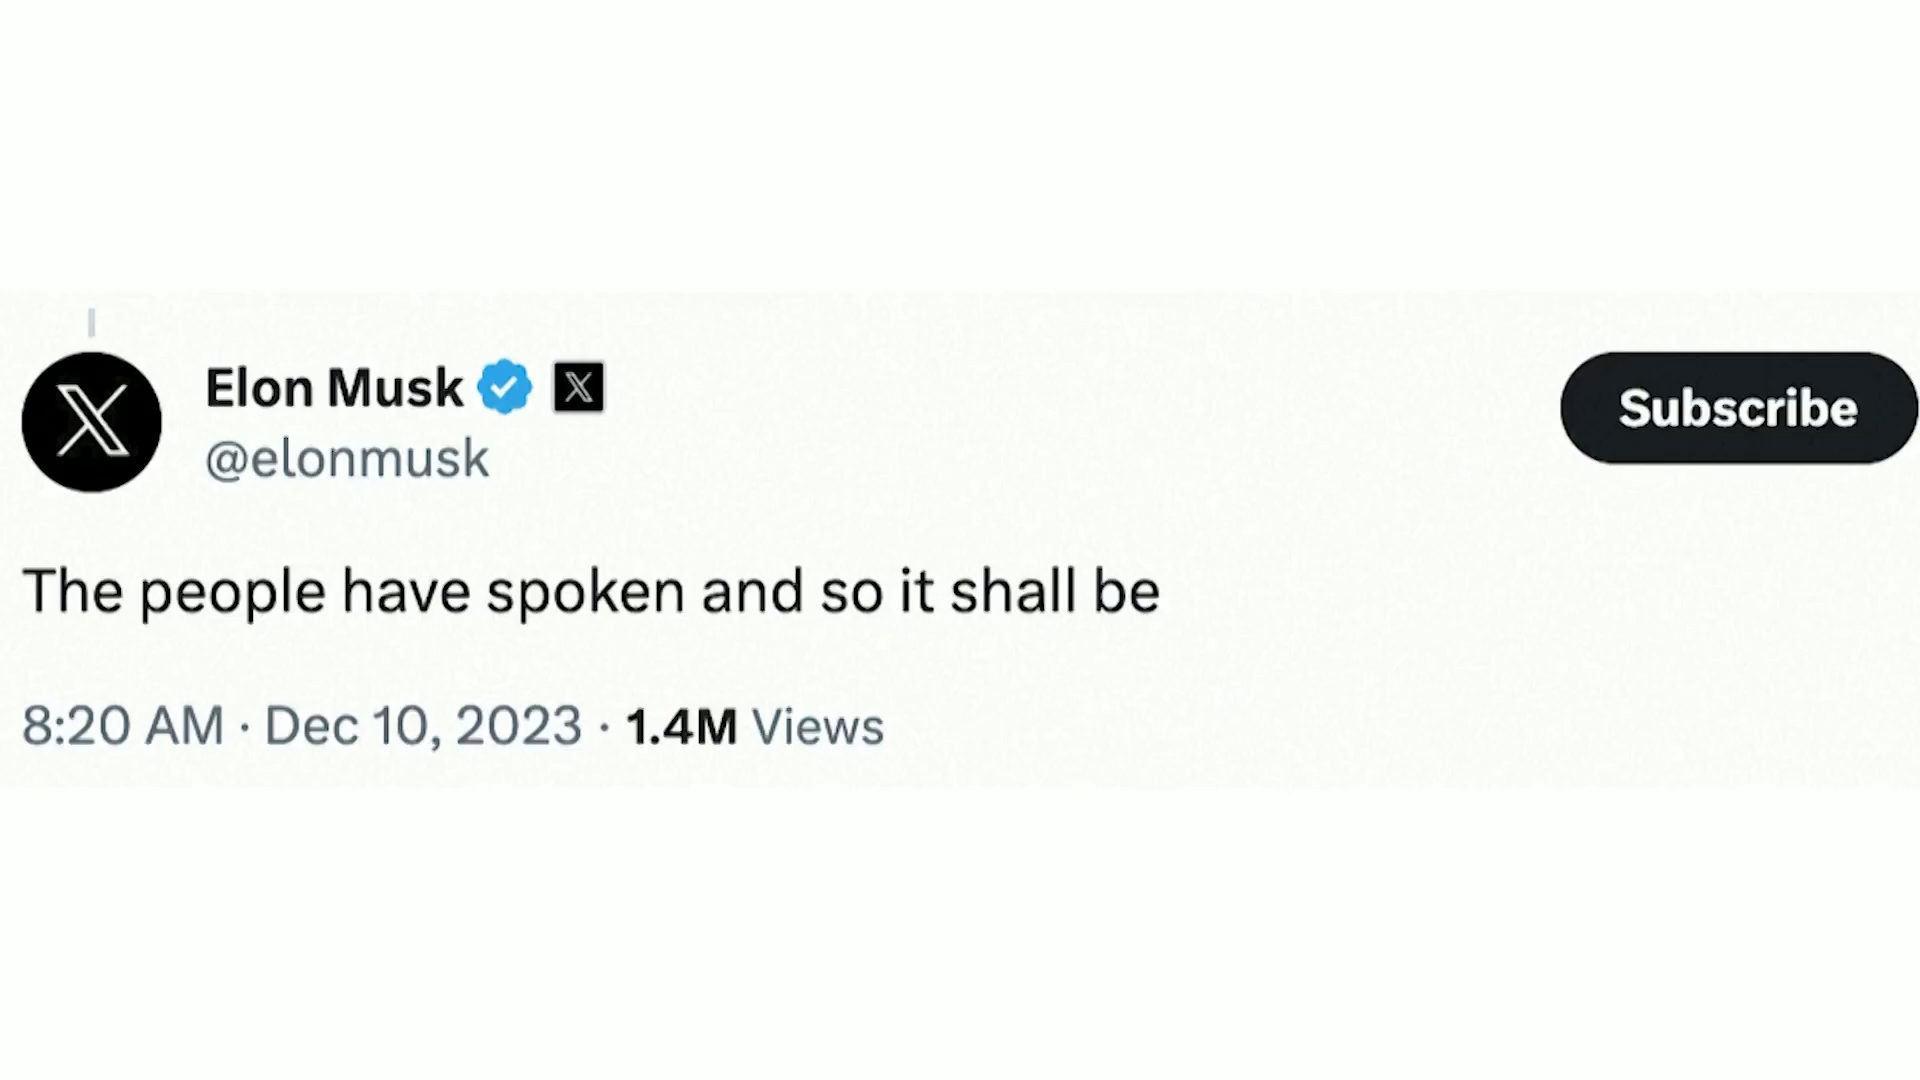 Elon Musk
@elonmusk
Subscribe
The people have spoken and so it shall be
8:20 AM · Dec 10, 2023 · 1.4M Views